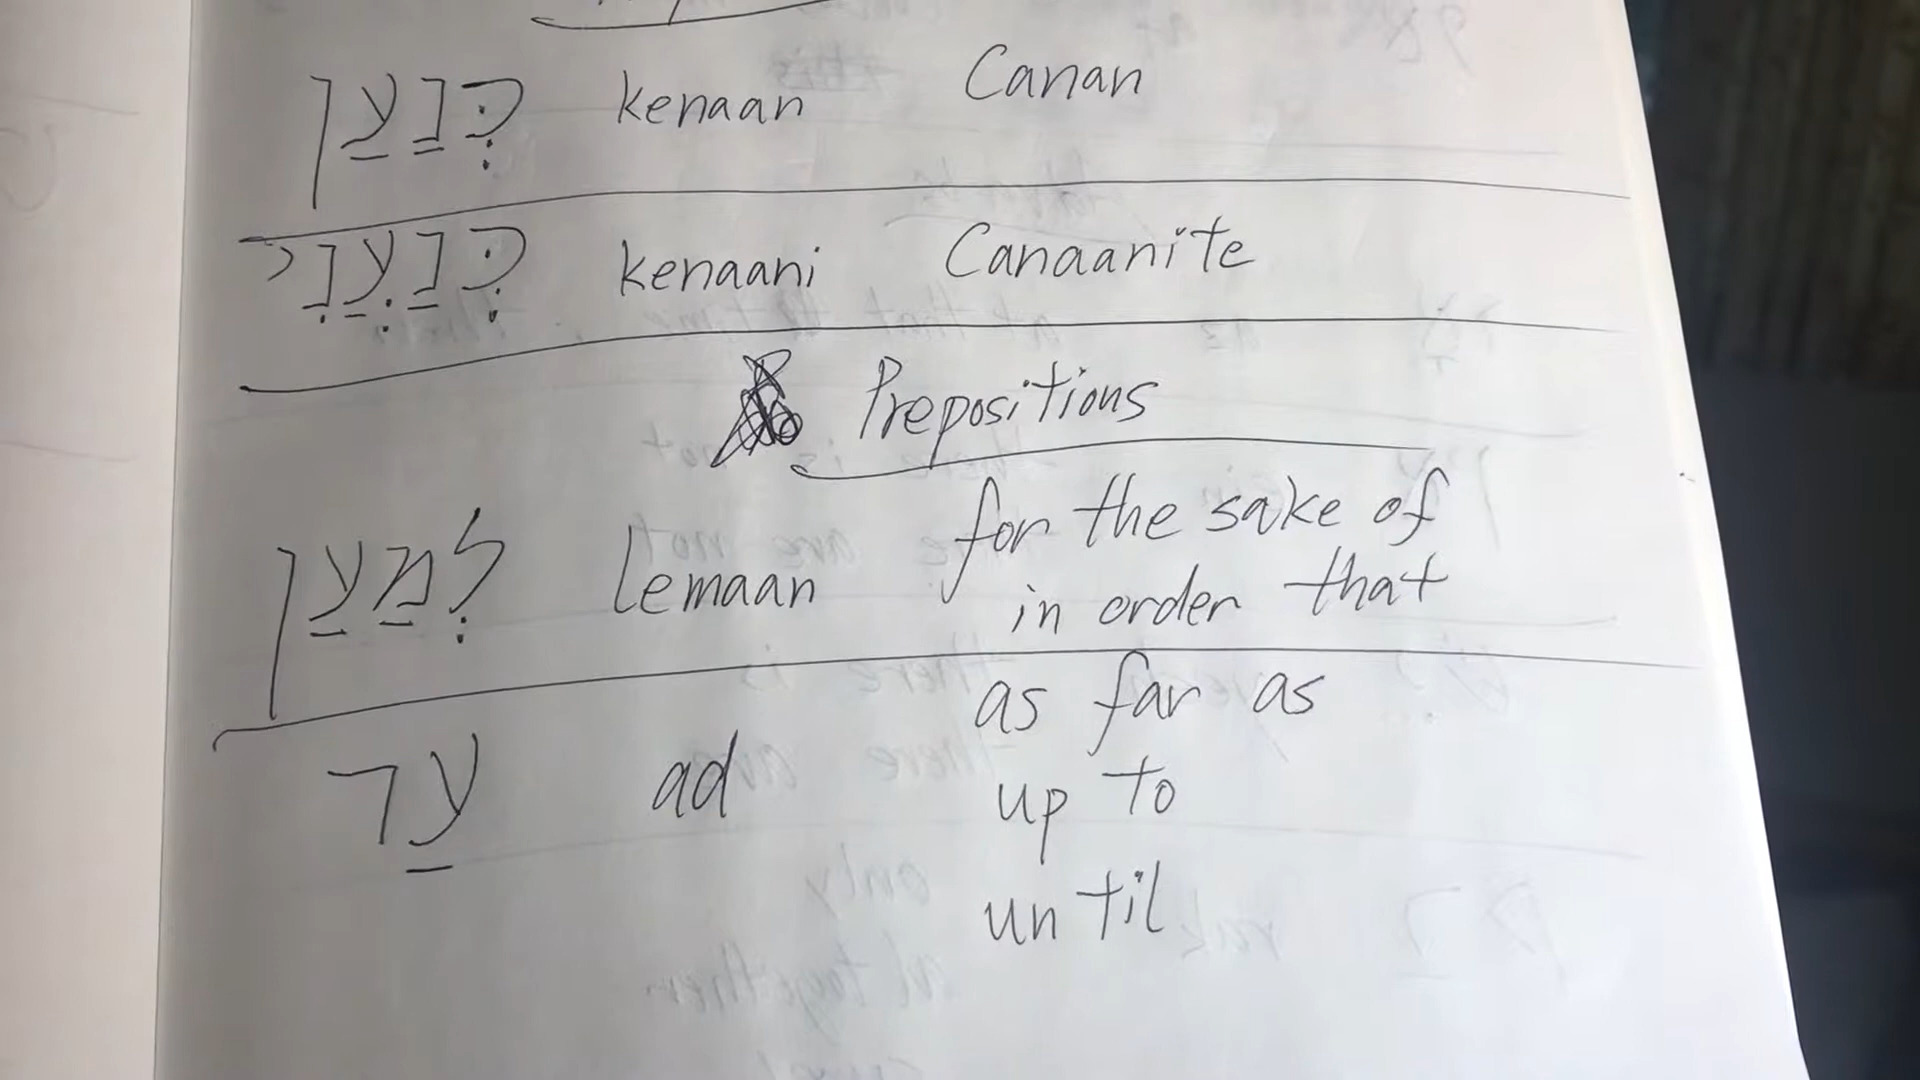 כְּנַעַן kenaan Canan
כְּנַעֲנִי kenaani Canaanite
Prepositions
לְמַעַן lemaan for the sake of
in order that
as far as
עַד ad up to
until